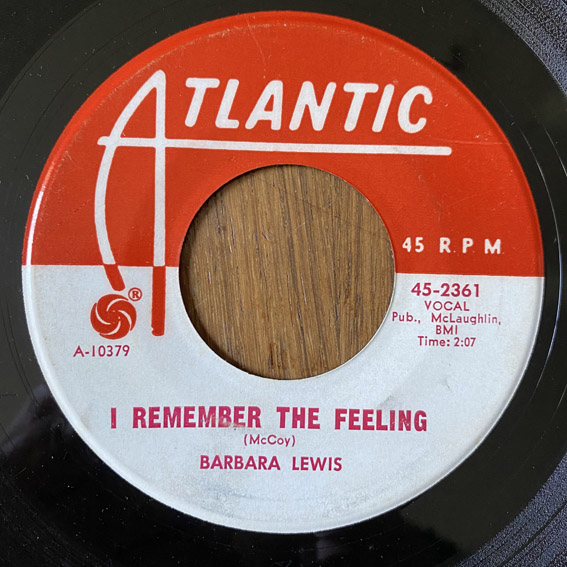 ATLANTIC
45 R.P.M.
®
45-2361
VOCAL
Pub., McLaughlin,
BMI
Time: 2:07
A-10379
I REMEMBER THE FEELING
(McCoy)
BARBARA LEWIS